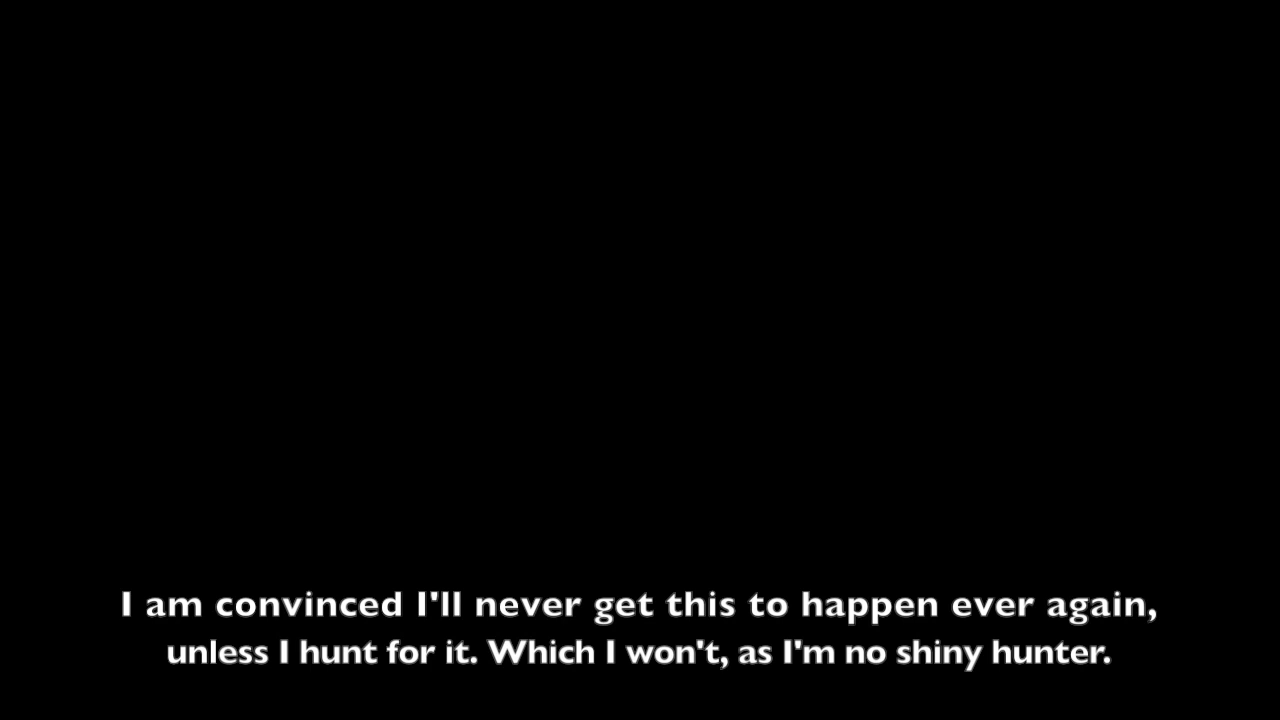 I am convinced I'll never get this to happen ever again,
unless I hunt for it. Which I won't, as I'm no shiny hunter.